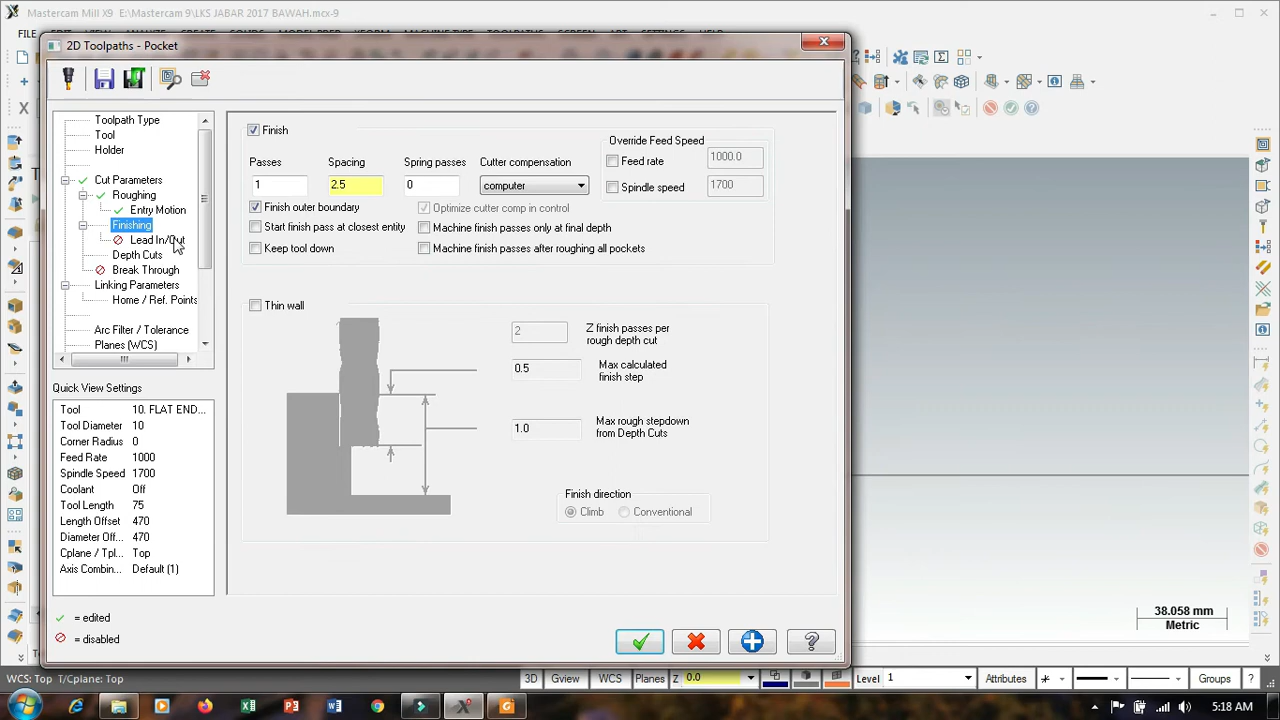 Mastercam Mill X9 E:\Mastercam 9\LKS JABAR 2017 BAWAH.mcx-9
FILE
2D Toolpaths - Pocket
Toolpath Type
Tool
Holder
Cut Parameters
Roughing
Entry Motion
Finishing
Lead In/Out
Depth Cuts
Break Through
Linking Parameters
Home / Ref. Points
Arc Filter / Tolerance
Planes (WCS)
Finish
Override Feed Speed
Passes Spacing Spring passes Cutter compensation
Feed rate 1000.0
1 2.5 0 computer
Spindle speed 1700
Finish outer boundary Optimize cutter comp in control
Start finish pass at closest entity Machine finish passes only at final depth
Keep tool down Machine finish passes after roughing all pockets
Thin wall
2 Z finish passes per
rough depth cut
0.5 Max calculated
finish step
1.0 Max rough stepdown
from Depth Cuts
Finish direction
Climb Conventional
Quick View Settings
Tool 10. FLAT END...
Tool Diameter 10
Corner Radius 0
Feed Rate 1000
Spindle Speed 1700
Coolant Off
Tool Length 75
Length Offset 470
Diameter Off... 470
Cplane / Tpl... Top
Axis Combin... Default (1)
= edited
= disabled
38.058 mm
Metric
WCS: Top T/Cplane: Top 3D Gview WCS Planes Z 0.0 Level 1 Attributes Groups ?
5:18 AM